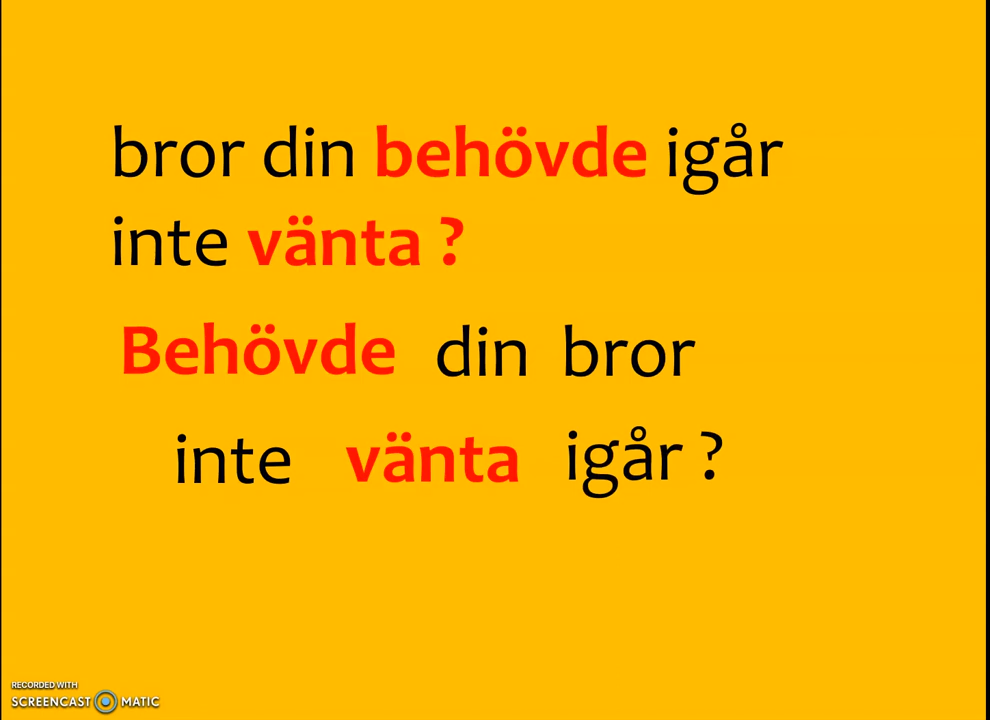 bror din behövde igår
inte vänta ?
Behövde din bror
inte vänta igår ?
RECORDED WITH
SCREENCAST MATIC